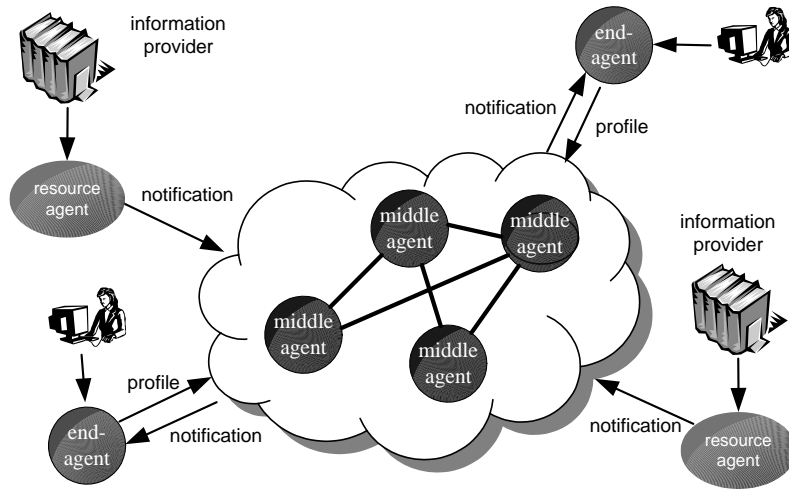 information
provider
end-
agent
notification
profile
resource
agent
notification
middle
agent
middle
agent
information
provider
middle
agent
middle
agent
profile
notification
end-
agent
notification
resource
agent